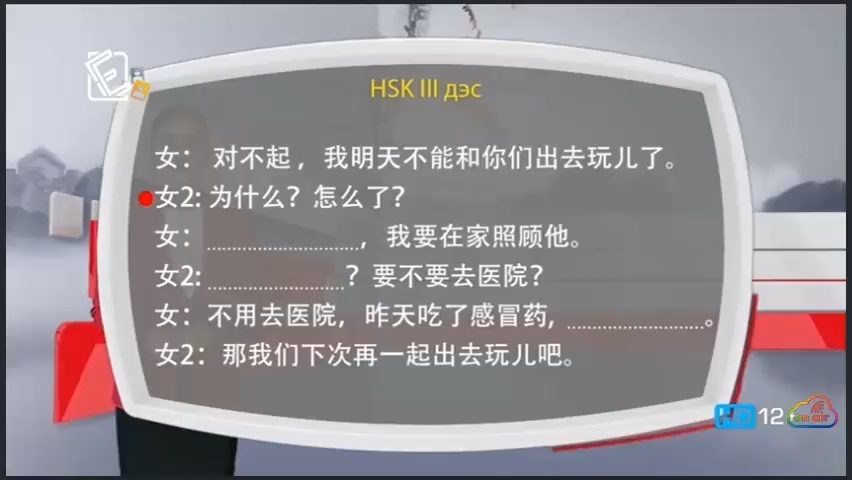 HSK III дэс
女： 对不起 ，我明天不能和你们出去玩儿了。
女2: 为什么？怎么了？
女：........................，我要在家照顾他。
女2: ......................？要不要去医院？
女：不用去医院，昨天吃了感冒药, ......................。
女2：那我们下次再一起出去玩儿吧。
HD 12 on air